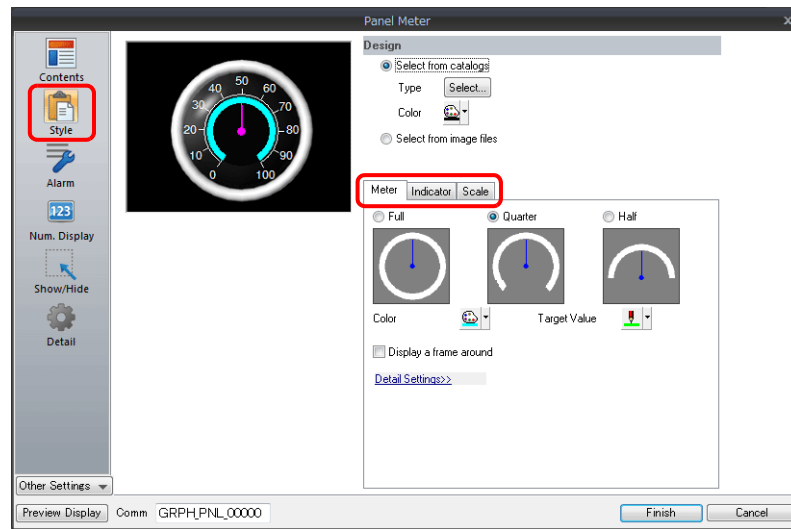 Panel Meter
x
Contents
Style
Alarm
123
Num. Display
Show/Hide
Detail
Other Settings
Preview Display
0
10
20
30
40
50
60
70
80
90
100
Design
Select from catalogs
Type Select...
Color
Select from image files
Meter Indicator Scale
Full Quarter Half
Color Target Value
Display a frame around
Detail Settings>>
Comm GRPH_PNL_00000
Finish Cancel